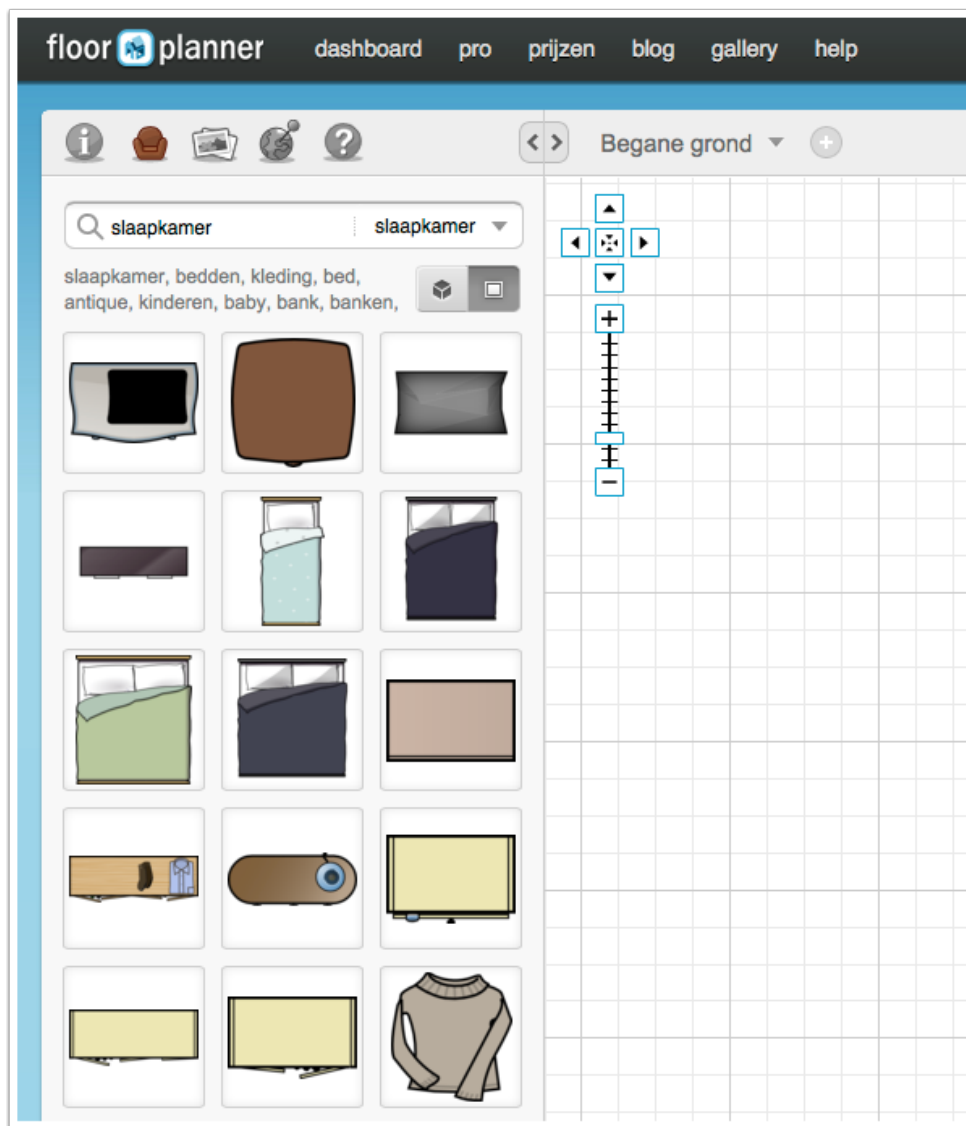 floor planner dashboard pro prijzen blog gallery help
Begane grond
slaapkamer slaapkamer
slaapkamer, bedden, kleding, bed,
antique, kinderen, baby, bank, banken,